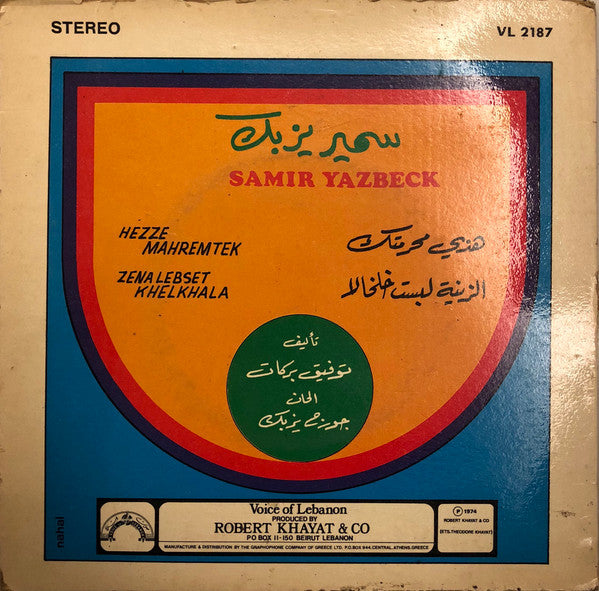 STEREO
VL 2187
سمير يزبك
SAMIR YAZBECK
HEZZE
MAHREMTEK
هزي محرمتك
ZENA LEBSET
KHELKHALA
الزينة لبست خلخالا
تأليف
توفيق بركات
الحان
جورج يزبك
Voice of Lebanon
PRODUCED BY
ROBERT KHAYAT & CO
PO BOX 11-150 BEIRUT LEBANON
MANUFACTURE & DISTRIBUTION BY THE GRAPHOPHONE COMPANY OF GREECE LTD. P.O.BOX 944, CENTRAL, ATHENS, GREECE
Ⓟ 1974
ROBERT KHAYAT & CO
(ETS.THEODORE KHAYAT)
nahal